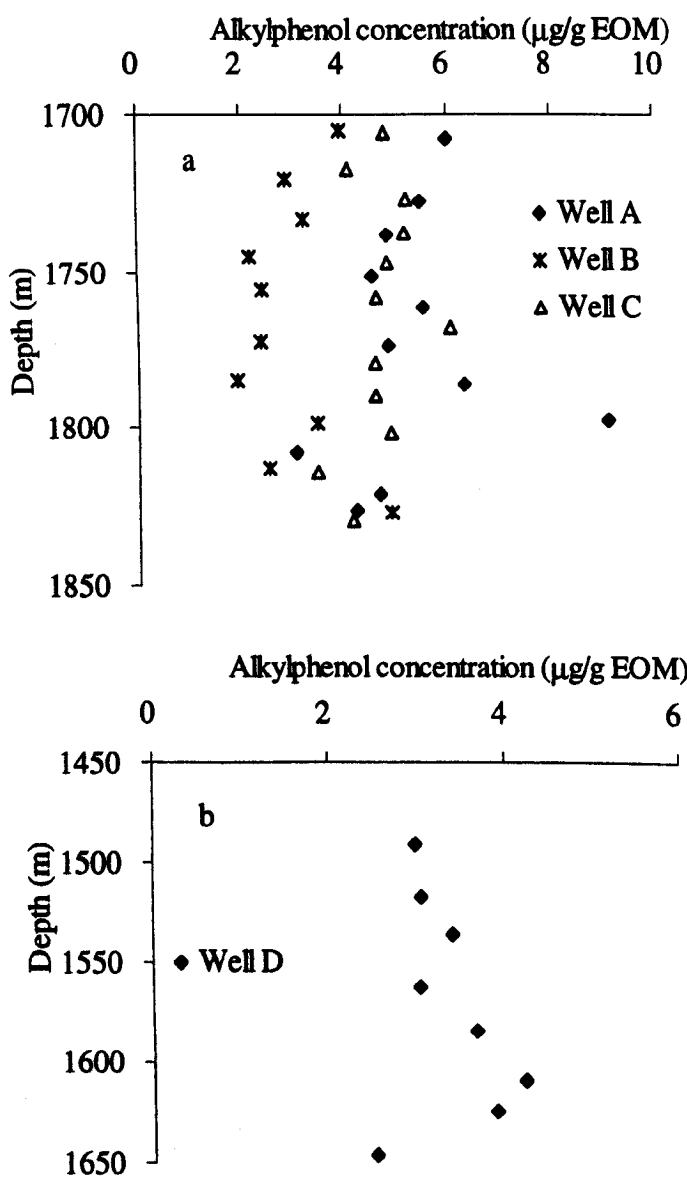 Alkylphenol concentration (µg/g EOM)
0 2 4 6 8 10
1700
a
Well A
1750
Well B
Well C
Depth (m)
1800
1850
Alkylphenol concentration (µg/g EOM)
0 2 4 6
1450
b
1500
Depth (m)
1550
Well D
1600
1650